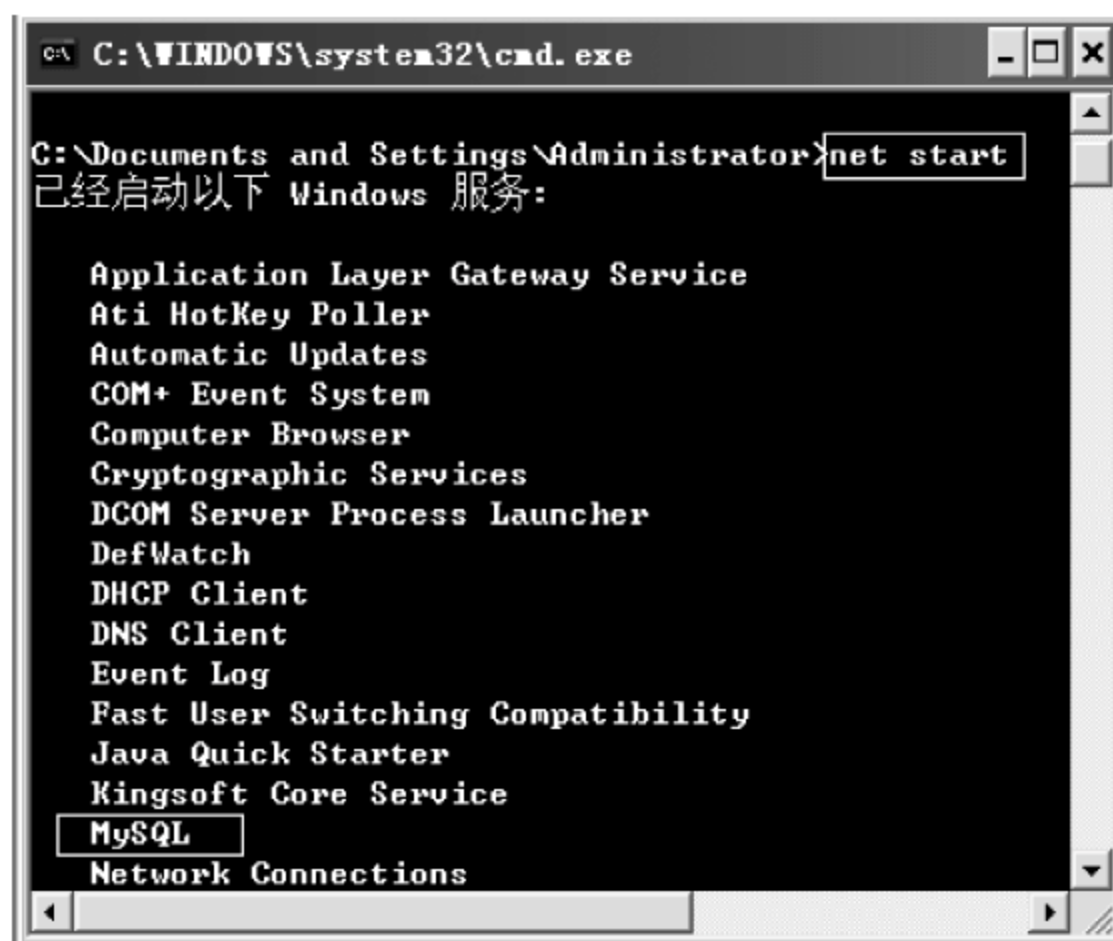 C:\WINDOWS\system32\cmd.exe
C:\Documents and Settings\Administrator>net start
已经启动以下 Windows 服务:
Application Layer Gateway Service
Ati HotKey Poller
Automatic Updates
COM+ Event System
Computer Browser
Cryptographic Services
DCOM Server Process Launcher
DefWatch
DHCP Client
DNS Client
Event Log
Fast User Switching Compatibility
Java Quick Starter
Kingsoft Core Service
MySQL
Network Connections